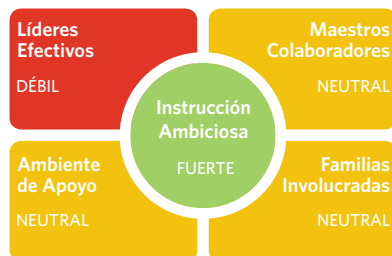 Líderes
Efectivos
DÉBIL
Maestros
Colaboradores
NEUTRAL
Instrucción
Ambiciosa
FUERTE
Ambiente
de Apoyo
NEUTRAL
Familias
Involucradas
NEUTRAL